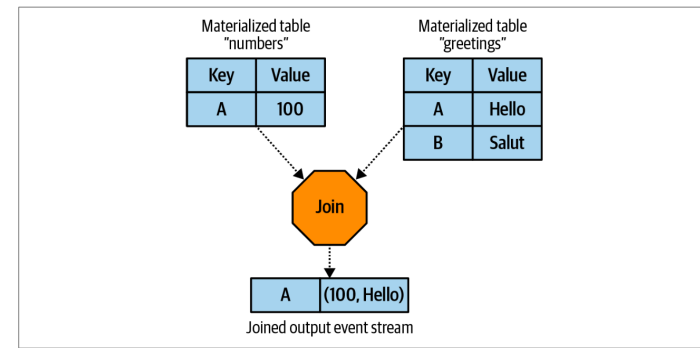 Materialized table
"numbers"
Key Value
A 100
Materialized table
"greetings"
Key Value
A Hello
B Salut
Join
A (100, Hello)
Joined output event stream